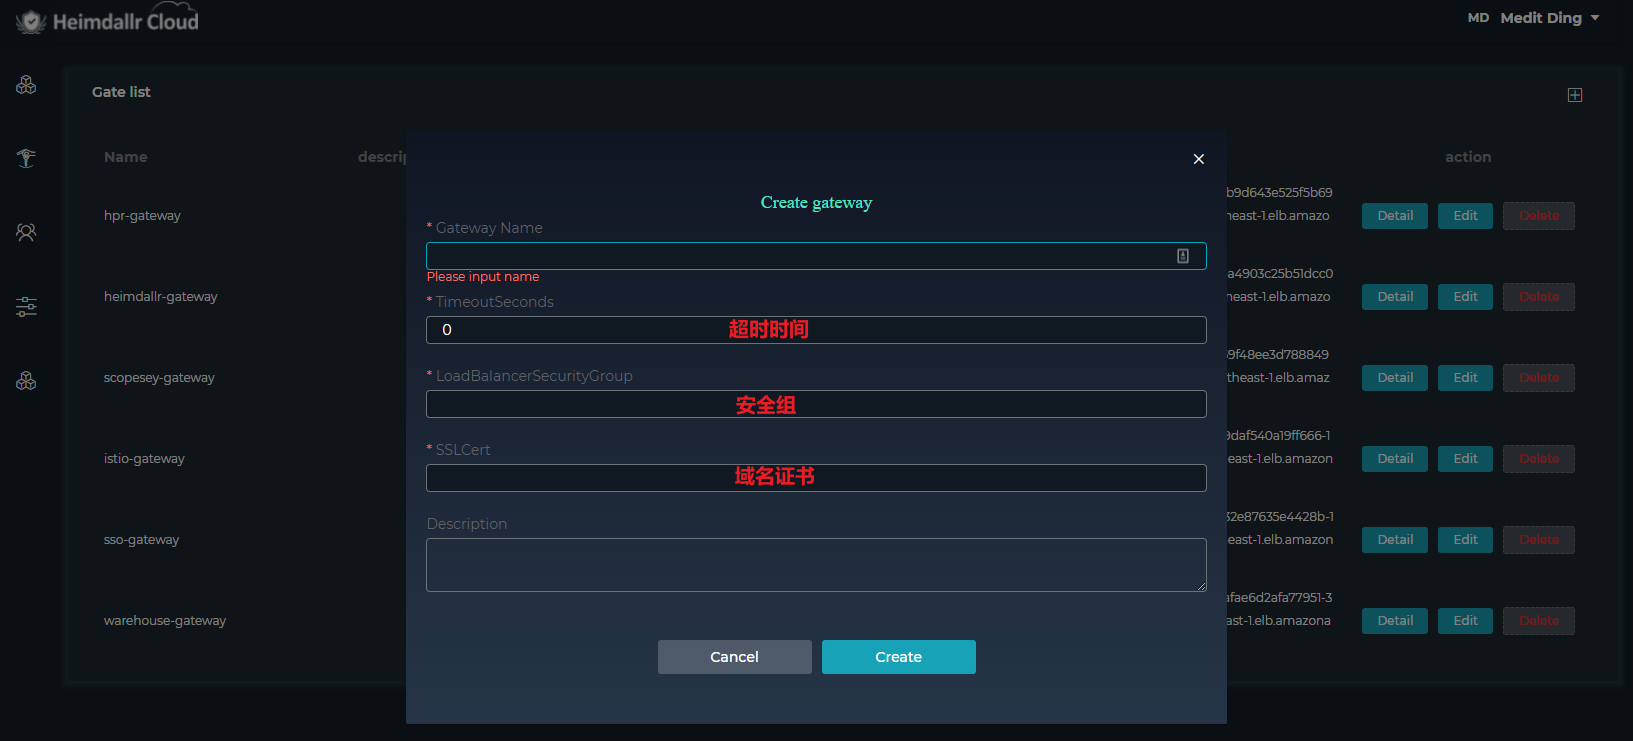 Heimdallr Cloud
MD Medit Ding
Gate list
Name
descrip
action
Create gateway
* Gateway Name
Please input name
* TimeoutSeconds
0
超时时间
* LoadBalancerSecurityGroup
安全组
* SSLCert
域名证书
Description
Cancel
Create
hpr-gateway
b9d643e525f5b69
heast-1.elb.amazo
Detail
Edit
Delete
heimdallr-gateway
a4903c25b51dcc0
heast-1.elb.amazo
Detail
Edit
Delete
scopesey-gateway
9f48ee3d788849
theast-1.elb.amaz
Detail
Edit
Delete
istio-gateway
9daf540a19ff666-1
east-1.elb.amazon
Detail
Edit
Delete
sso-gateway
32e87635e4428b-1
east-1.elb.amazon
Detail
Edit
Delete
warehouse-gateway
afae6d2afa77951-3
ast-1.elb.amazona
Detail
Edit
Delete